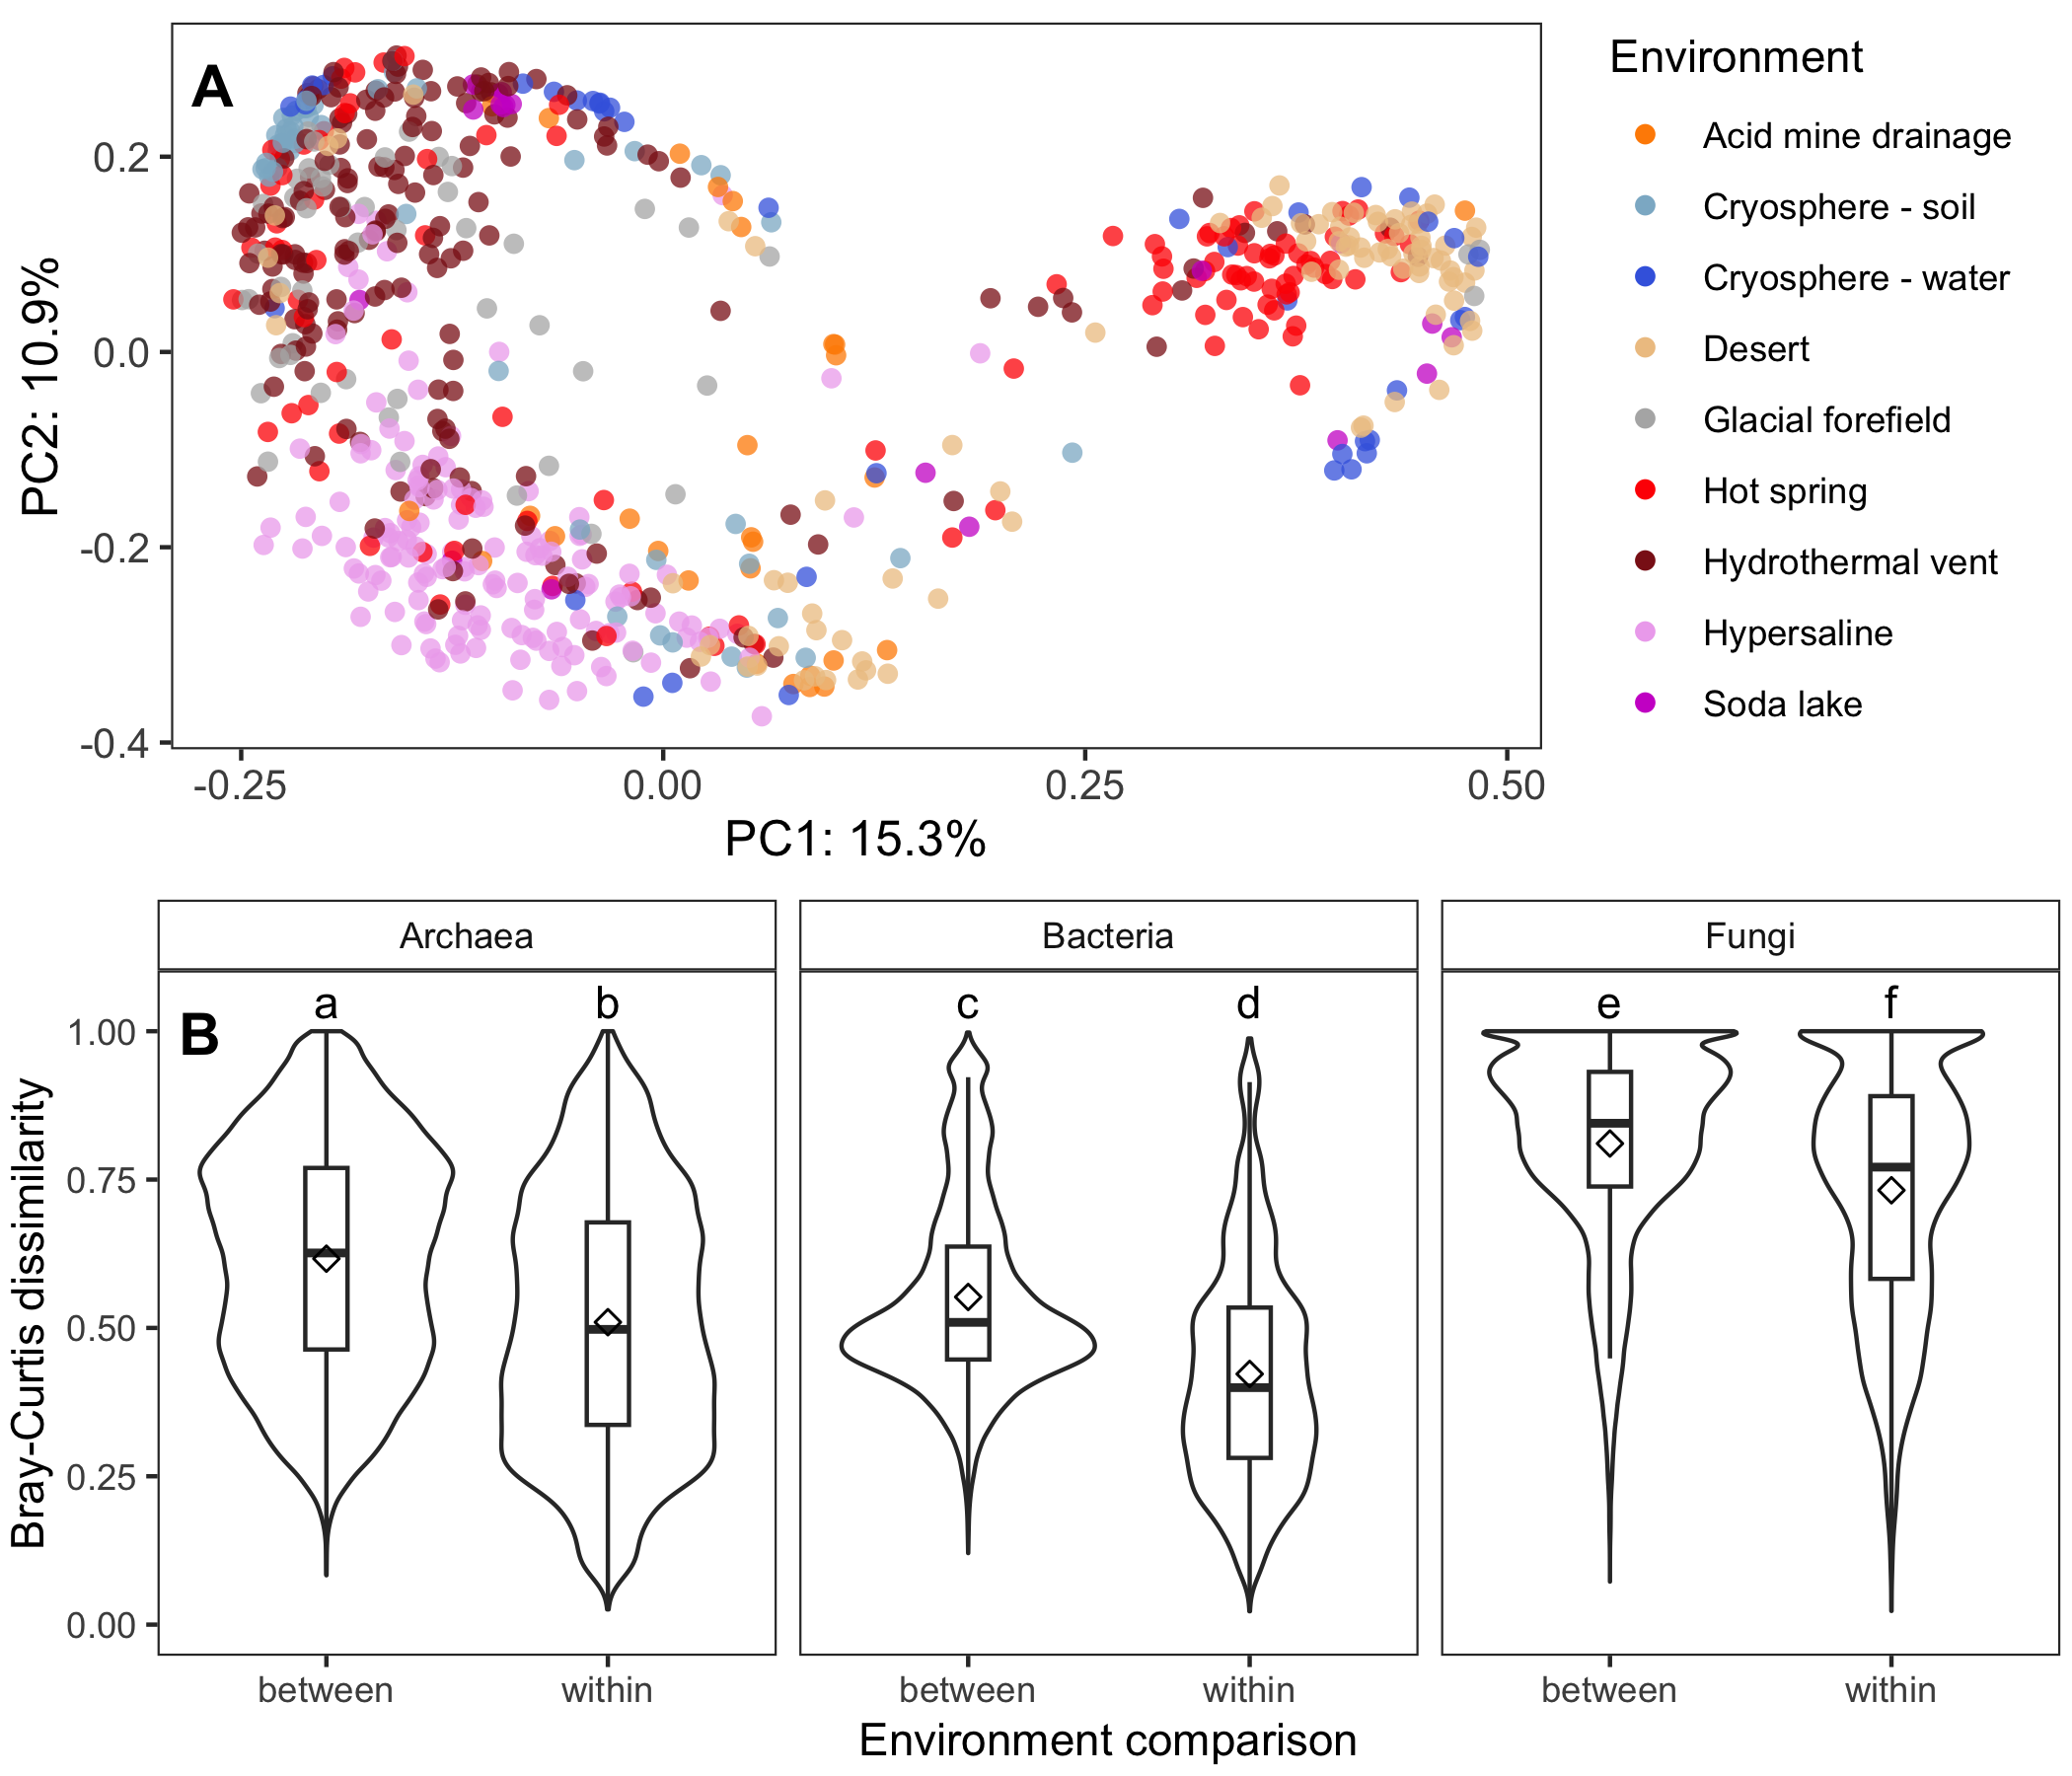 A
Environment
Acid mine drainage
Cryosphere - soil
Cryosphere - water
Desert
Glacial forefield
Hot spring
Hydrothermal vent
Hypersaline
Soda lake
PC2: 10.9%
0.2
0.0
-0.2
-0.4
-0.25 0.00 0.25 0.50
PC1: 15.3%
Archaea Bacteria Fungi
B
a b c d e f
Bray-Curtis dissimilarity
1.00
0.75
0.50
0.25
0.00
between within between within between within
Environment comparison